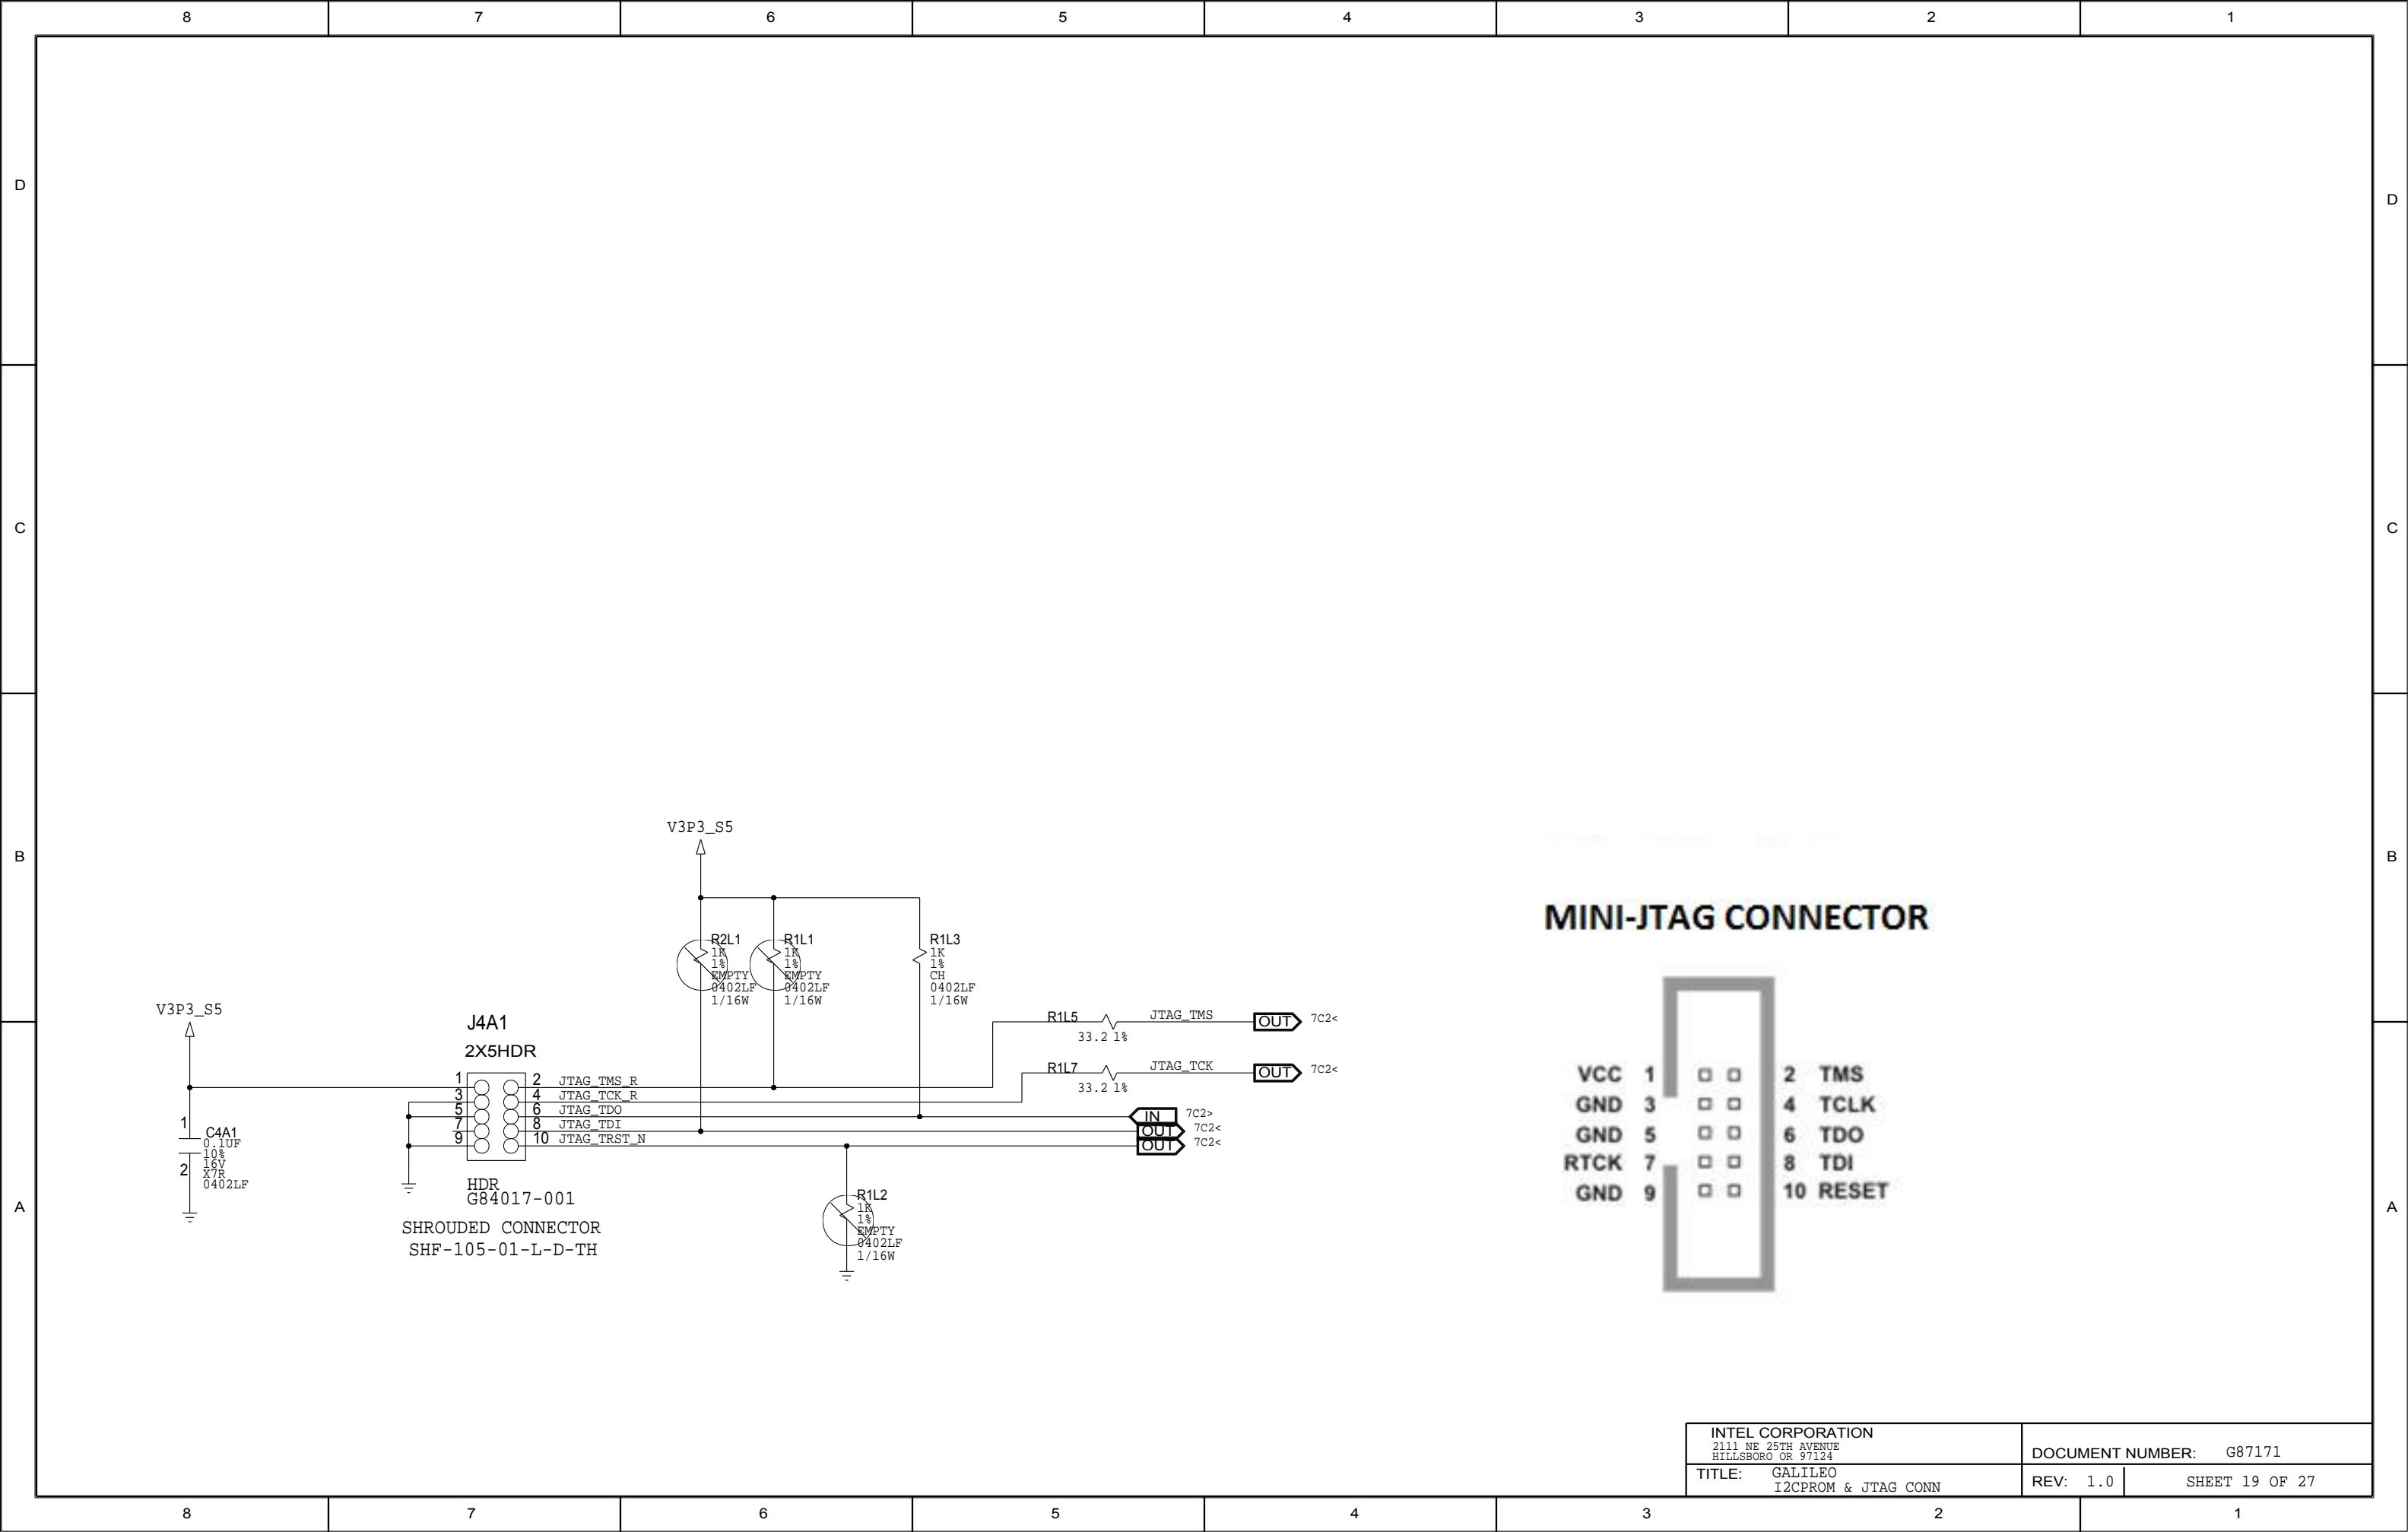 8 7 6 5 4 3 2 1
D
D
C
C
B
B
A
A
V3P3_S5
R2L1
1K
1%
EMPTY
0402LF
1/16W
R1L1
1K
1%
EMPTY
0402LF
1/16W
R1L3
1K
1%
CH
0402LF
1/16W
V3P3_S5
1
2
C4A1
0.1UF
10%
16V
X7R
0402LF
J4A1
2X5HDR
1 2 JTAG_TMS_R
3 4 JTAG_TCK_R
5 6 JTAG_TDO
7 8 JTAG_TDI
9 10 JTAG_TRST_N
HDR
G84017-001
SHROUDED CONNECTOR
SHF-105-01-L-D-TH
R1L5 JTAG_TMS OUT 7C2<
33.2 1%
R1L7 JTAG_TCK OUT 7C2<
33.2 1%
IN 7C2>
OUT 7C2<
OUT 7C2<
R1L2
1K
1%
EMPTY
0402LF
1/16W
MINI-JTAG CONNECTOR
VCC 1 2 TMS
GND 3 4 TCLK
GND 5 6 TDO
RTCK 7 8 TDI
GND 9 10 RESET
INTEL CORPORATION
2111 NE 25TH AVENUE
HILLSBORO OR 97124
DOCUMENT NUMBER: G87171
TITLE: GALILEO
I2CPROM & JTAG CONN
REV: 1.0
SHEET 19 OF 27
8 7 6 5 4 3 2 1